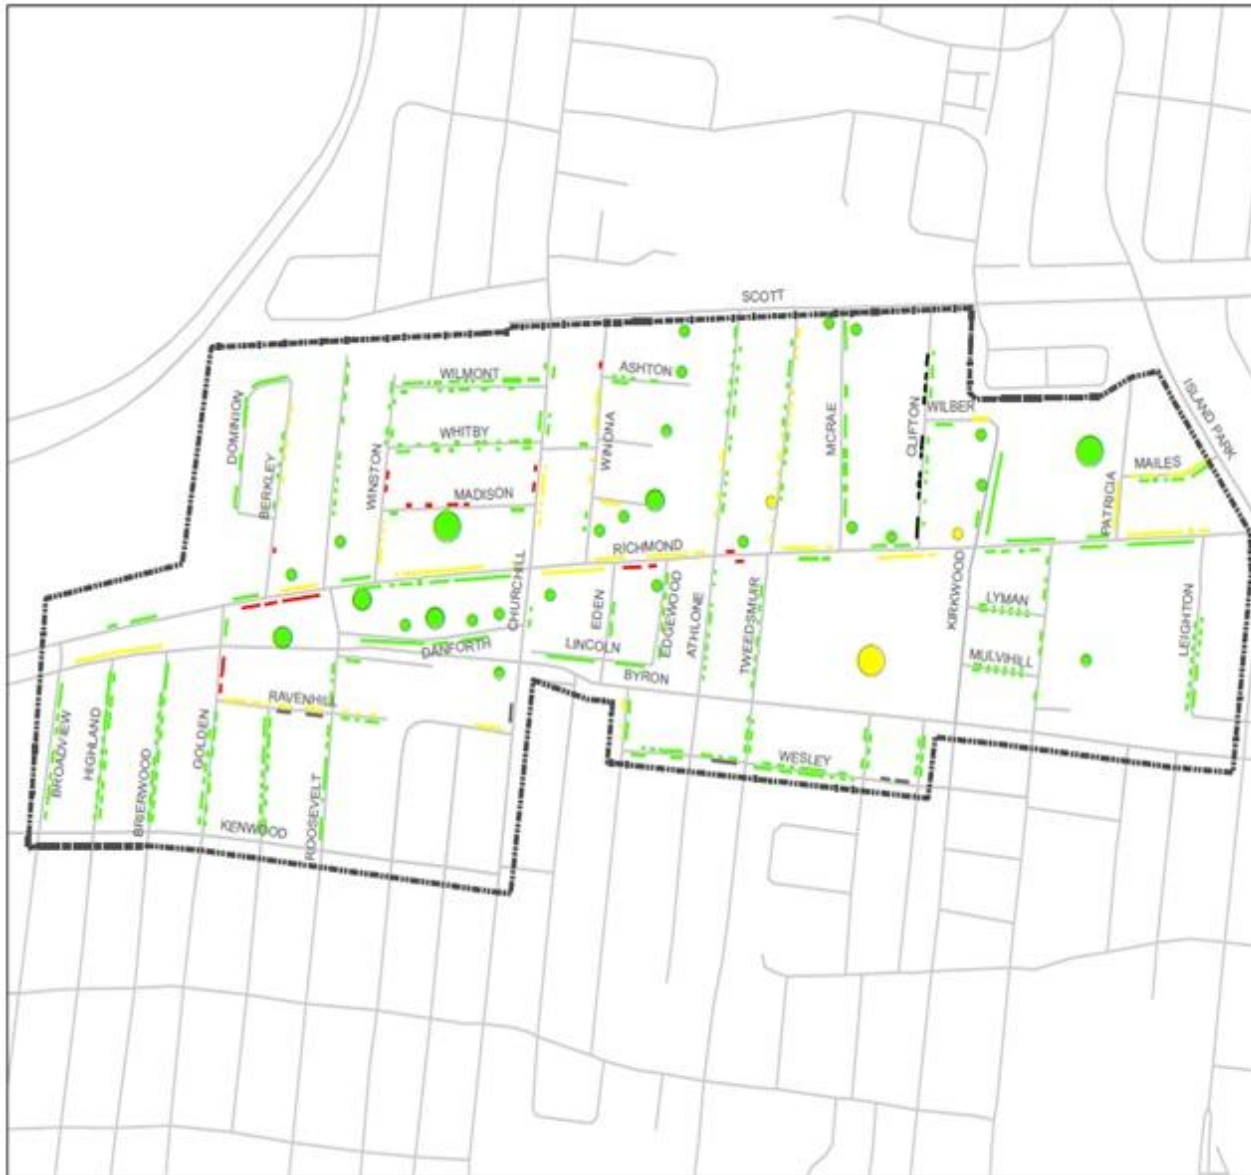 SCOTT
WILMONT
ASHTON
ISLAND PARK
DOMINION
WHITBY
WINONA
MCRAE
CLIFTON
WILBER
BERKLEY
WINSTON
MADISON
MAILES
PATRICIA
RICHMOND
CHURCHILL
EDEN
EDGEWOOD
ATHLONE
TWEEDSMUR
KIRKWOOD
LYMAN
LEIGHTON
DANFORTH
LINCOLN
BYRON
MULVIHILL
RAVENHILL
BROADVIEW
HIGHLAND
BRIERWOOD
GOLDEN
ROOSEVELT
WESLEY
KENWOOD